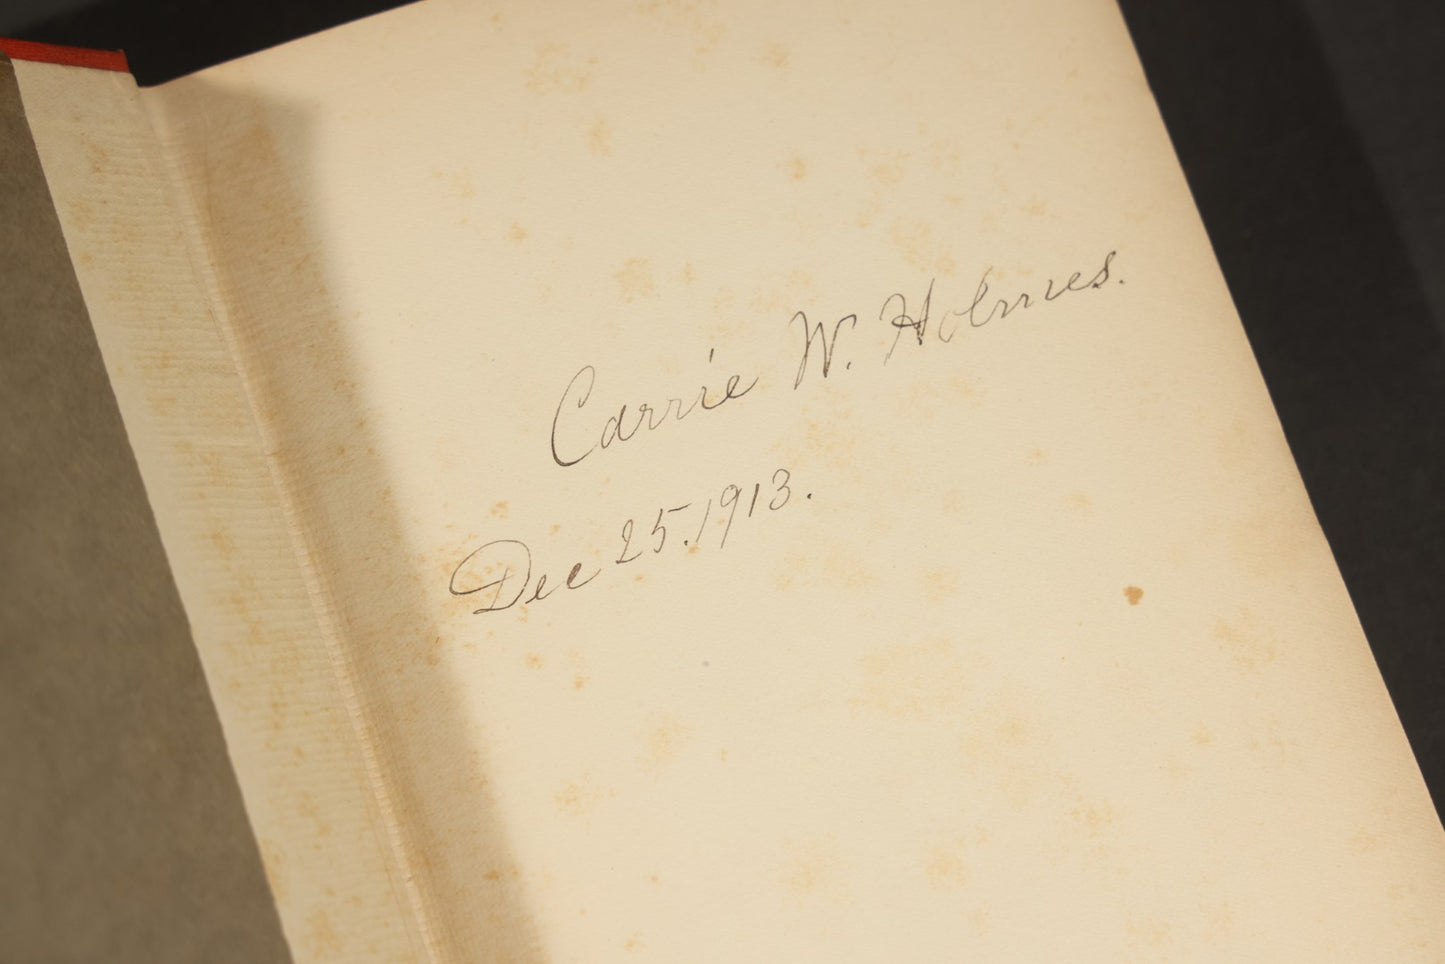 Carrie W. Holmes.
Dec 25. 1913.